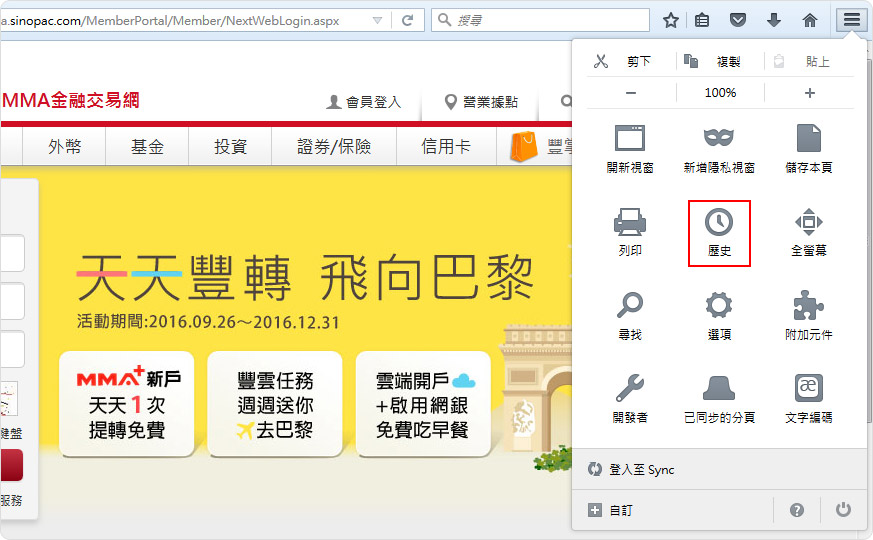 a.sinopac.com/MemberPortal/Member/NextWebLogin.aspx
搜尋
MMA金融交易網
會員登入
營業據點
外幣
基金
投資
證券/保險
信用卡
豐掌
天天豐轉 飛向巴黎
活動期間:2016.09.26～2016.12.31
MMA+新戶
天天1次
提轉免費
豐雲任務
週週送你
去巴黎
雲端開戶
+啟用網銀
免費吃早餐
鍵盤
服務
剪下
複製
貼上
− 100% +
開新視窗
新增隱私視窗
儲存本頁
列印
歷史
全螢幕
尋找
選項
附加元件
開發者
已同步的分頁
æ
文字編碼
登入至 Sync
自訂
?